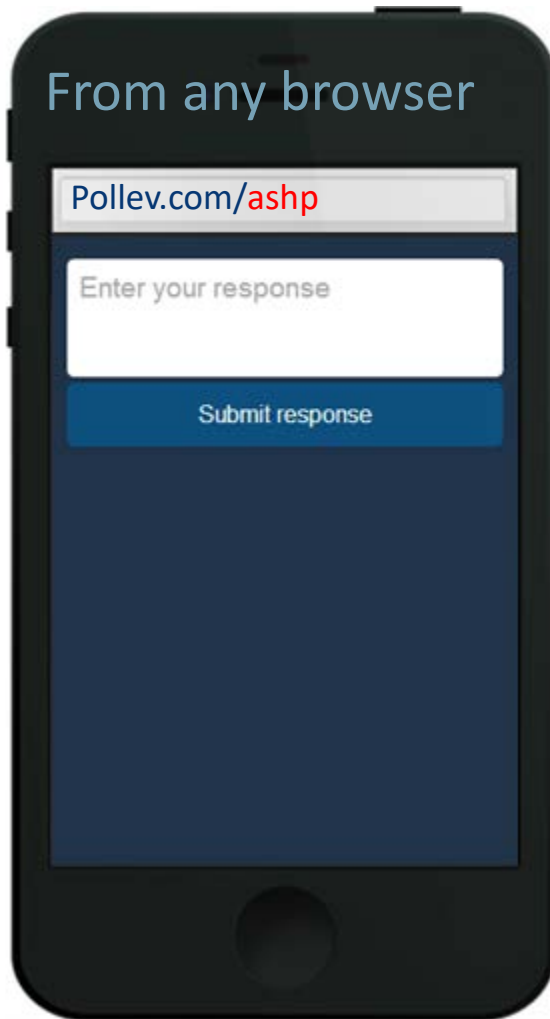 From any browser
Pollev.com/ashp
Enter your response
Submit response